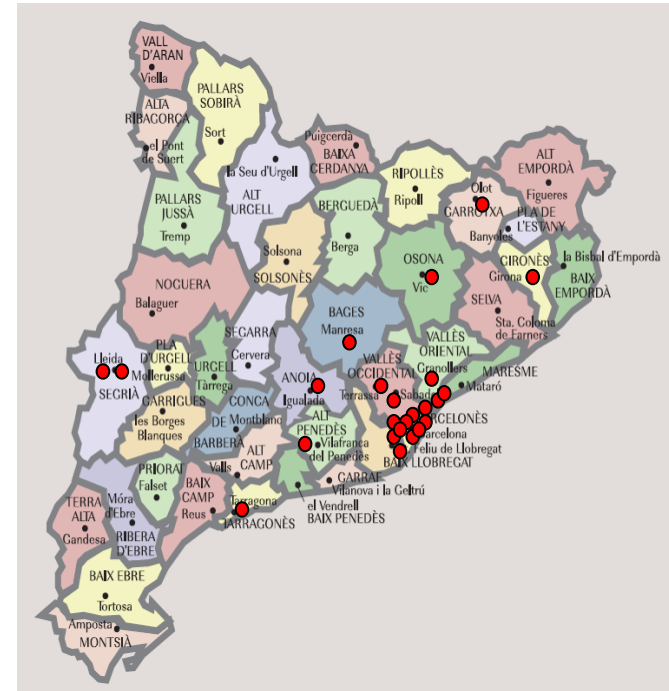 VALL
D'ARAN
Viella
PALLARS
SOBIRÀ
ALTA
RIBAGORÇA
Sort
el Pont
de Suert
la Seu d'Urgell
Puigcerdà
BAIXA
CERDANYA
RIPOLLÈS
Ripoll
ALT
EMPORDÀ
Figueres
Olot
GARROTXA
PLA DE
L'ESTANY
Banyoles
PALLARS
JUSSÀ
Tremp
ALT
URGELL
BERGUEDÀ
Berga
Solsona
SOLSONÈS
OSONA
Vic
GIRONÈS
Girona
la Bisbal d'Empordà
BAIX
EMPORDÀ
NOGUERA
Balaguer
BAGES
Manresa
SELVA
Sta. Coloma
de Farners
SEGARRA
Cervera
VALLÈS
ORIENTAL
Granollers
VALLÈS
OCCIDENTAL
Terrassa
MARESME
Mataró
Lleida
SEGRIÀ
PLA
D'URGELL
Mollerussa
URGELL
Tàrrega
ANOIA
Igualada
GARRIGUES
les Borges
Blanques
CONCA
DE
Montblanc
BARBERÀ
ALT
PENEDÈS
Vilafranca
del Penedès
Barcelona
Feliu de Llobregat
BAIX LLOBREGAT
ALT
CAMP
Valls
PRIORAT
Falset
BAIX
CAMP
Reus
Tarragona
TARRAGONÈS
GARRAF
Vilanova i la Geltrú
el Vendrell
BAIX PENEDÈS
TERRA
ALTA
Gandesa
Móra
d'Ebre
RIBERA
D'EBRE
BAIX EBRE
Tortosa
Amposta
MONTSIÀ